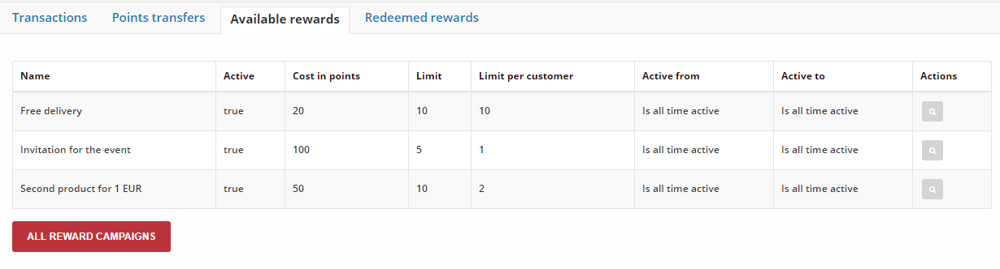 Transactions Points transfers Available rewards Redeemed rewards
Name Active Cost in points Limit Limit per customer Active from Active to Actions
Free delivery true 20 10 10 Is all time active Is all time active
Invitation for the event true 100 5 1 Is all time active Is all time active
Second product for 1 EUR true 50 10 2 Is all time active Is all time active
ALL REWARD CAMPAIGNS